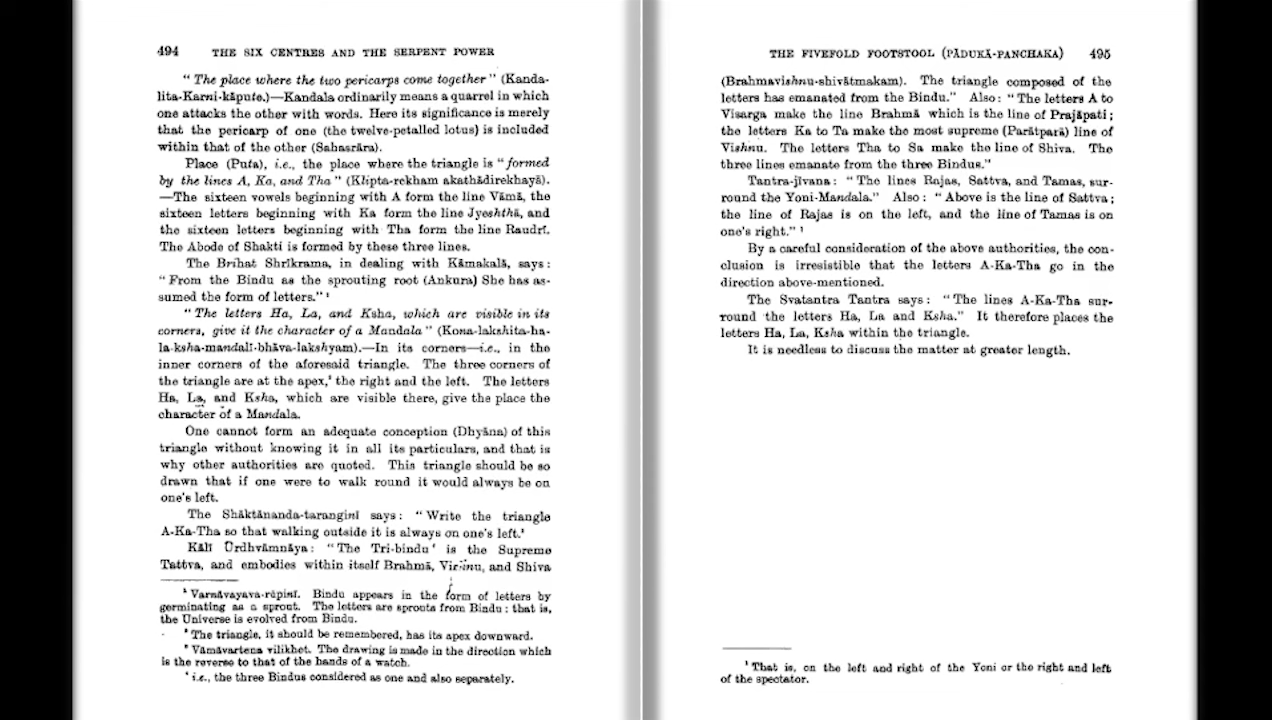 494 THE SIX CENTRES AND THE SERPENT POWER
“ The place where the two pericarps come together ” (Kanda-
lita-Karni-kāpute.)—Kandala ordinarily means a quarrel in which
one attacks the other with words. Here its significance is merely
that the pericarp of one (the twelve-petalled lotus) is included
within that of the other (Sahasrāra).
Place (Puta), i.e., the place where the triangle is “ formed
by the lines A, Ka, and Tha ” (Klipta-rekham akathādirekhayā).
—The sixteen vowels beginning with A form the line Vāmā, the
sixteen letters beginning with Ka form the line Jyeshthā, and
the sixteen letters beginning with Tha form the line Raudrī.
The Abode of Shakti is formed by these three lines.
The Brihat Shrīkrama, in dealing with Kāmakalā, says :
“ From the Bindu as the sprouting root (Ankura) She has as-
sumed the form of letters.” ¹
“ The letters Ha, La, and Ksha, which are visible in its
corners, give it the character of a Mandala ” (Kona-lakshita-ha-
la-ksha-mandalī-bhāva-lakshyam).—In its corners—i.e., in the
inner corners of the aforesaid triangle. The three corners of
the triangle are at the apex,² the right and the left. The letters
Ha, La, and Ksha, which are visible there, give the place the
character of a Mandala.
One cannot form an adequate conception (Dhyāna) of this
triangle without knowing it in all its particulars, and that is
why other authorities are quoted. This triangle should be so
drawn that if one were to walk round it would always be on
one's left.
The Shāktānanda-taranginī says : “ Write the triangle
A-Ka-Tha so that walking outside it is always on one's left.³
Kālī Ūrdhvāmnāya : “ The Tri-bindu ⁴ is the Supreme
Tattva, and embodies within itself Brahmā, Vishnu, and Shiva
¹ Varnāvayava-rūpinī. Bindu appears in the form of letters by
germinating as a sprout. The letters are sprouts from Bindu : that is,
the Universe is evolved from Bindu.
² The triangle, it should be remembered, has its apex downward.
³ Vāmāvartena vilikhet. The drawing is made in the direction which
is the reverse to that of the hands of a watch.
⁴ i.e., the three Bindus considered as one and also separately.
THE FIVEFOLD FOOTSTOOL (PĀDUKĀ-PANCHAKA) 495
(Brahmavishnu-shivātmakam). The triangle composed of the
letters has emanated from the Bindu.” Also : “ The letters A to
Visarga make the line Brahmā which is the line of Prajāpati ;
the letters Ka to Ta make the most supreme (Parātparā) line of
Vishnu. The letters Tha to Sa make the line of Shiva. The
three lines emanate from the three Bindus.”
Tantra-jīvana : “ The lines Rajas, Sattva, and Tamas, sur-
round the Yoni-Mandala.” Also : “ Above is the line of Sattva ;
the line of Rajas is on the left, and the line of Tamas is on
one's right.” ¹
By a careful consideration of the above authorities, the con-
clusion is irresistible that the letters A-Ka-Tha go in the
direction above-mentioned.
The Svatantra Tantra says : “ The lines A-Ka-Tha sur-
round the letters Ha, La and Ksha.” It therefore places the
letters Ha, La, Ksha within the triangle.
It is needless to discuss the matter at greater length.
¹ That is, on the left and right of the Yoni or the right and left
of the spectator.